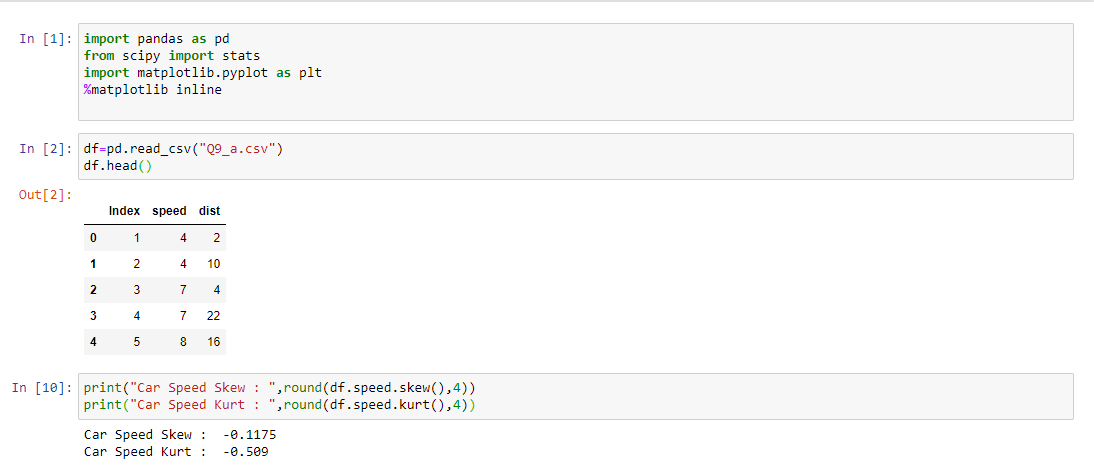 In [1]: import pandas as pd
from scipy import stats
import matplotlib.pyplot as plt
%matplotlib inline
In [2]: df=pd.read_csv("Q9_a.csv")
df.head()
Out[2]:
Index speed dist
0 1 4 2
1 2 4 10
2 3 7 4
3 4 7 22
4 5 8 16
In [10]: print("Car Speed Skew : ",round(df.speed.skew(),4))
print("Car Speed Kurt : ",round(df.speed.kurt(),4))
Car Speed Skew :  -0.1175
Car Speed Kurt :  -0.509